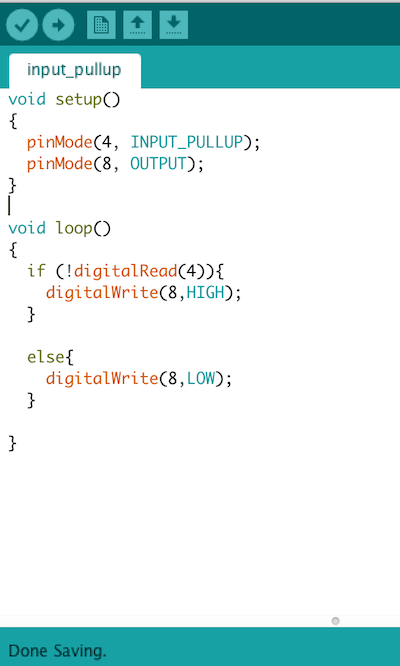 input_pullup
void setup()
{
  pinMode(4, INPUT_PULLUP);
  pinMode(8, OUTPUT);
}
void loop()
{
  if (!digitalRead(4)){
    digitalWrite(8,HIGH);
  }
  else{
    digitalWrite(8,LOW);
  }
}
Done Saving.